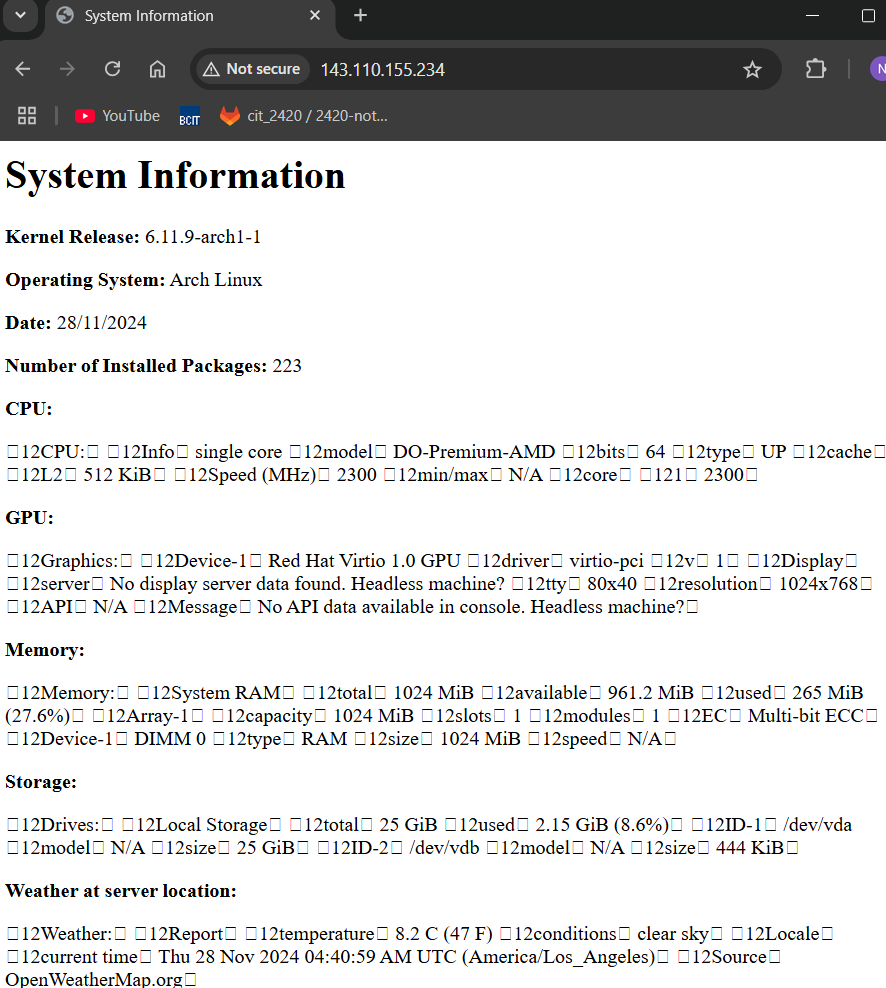 System Information
Not secure 143.110.155.234
N
YouTube BCIT cit_2420 / 2420-not...
System Information
Kernel Release: 6.11.9-arch1-1
Operating System: Arch Linux
Date: 28/11/2024
Number of Installed Packages: 223
CPU:
□12CPU:□ □12Info□ single core □12model□ DO-Premium-AMD □12bits□ 64 □12type□ UP □12cache□
□12L2□ 512 KiB□ □12Speed (MHz)□ 2300 □12min/max□ N/A □12core□ □121□ 2300□
GPU:
□12Graphics:□ □12Device-1□ Red Hat Virtio 1.0 GPU □12driver□ virtio-pci □12v□ 1□ □12Display□
□12server□ No display server data found. Headless machine? □12tty□ 80x40 □12resolution□ 1024x768□
□12API□ N/A □12Message□ No API data available in console. Headless machine?□
Memory:
□12Memory:□ □12System RAM□ □12total□ 1024 MiB □12available□ 961.2 MiB □12used□ 265 MiB
(27.6%)□ □12Array-1□ □12capacity□ 1024 MiB □12slots□ 1 □12modules□ 1 □12EC□ Multi-bit ECC□
□12Device-1□ DIMM 0 □12type□ RAM □12size□ 1024 MiB □12speed□ N/A□
Storage:
□12Drives:□ □12Local Storage□ □12total□ 25 GiB □12used□ 2.15 GiB (8.6%)□ □12ID-1□ /dev/vda
□12model□ N/A □12size□ 25 GiB□ □12ID-2□ /dev/vdb □12model□ N/A □12size□ 444 KiB□
Weather at server location:
□12Weather:□ □12Report□ □12temperature□ 8.2 C (47 F) □12conditions□ clear sky□ □12Locale□
□12current time□ Thu 28 Nov 2024 04:40:59 AM UTC (America/Los_Angeles)□ □12Source□
OpenWeatherMap.org□